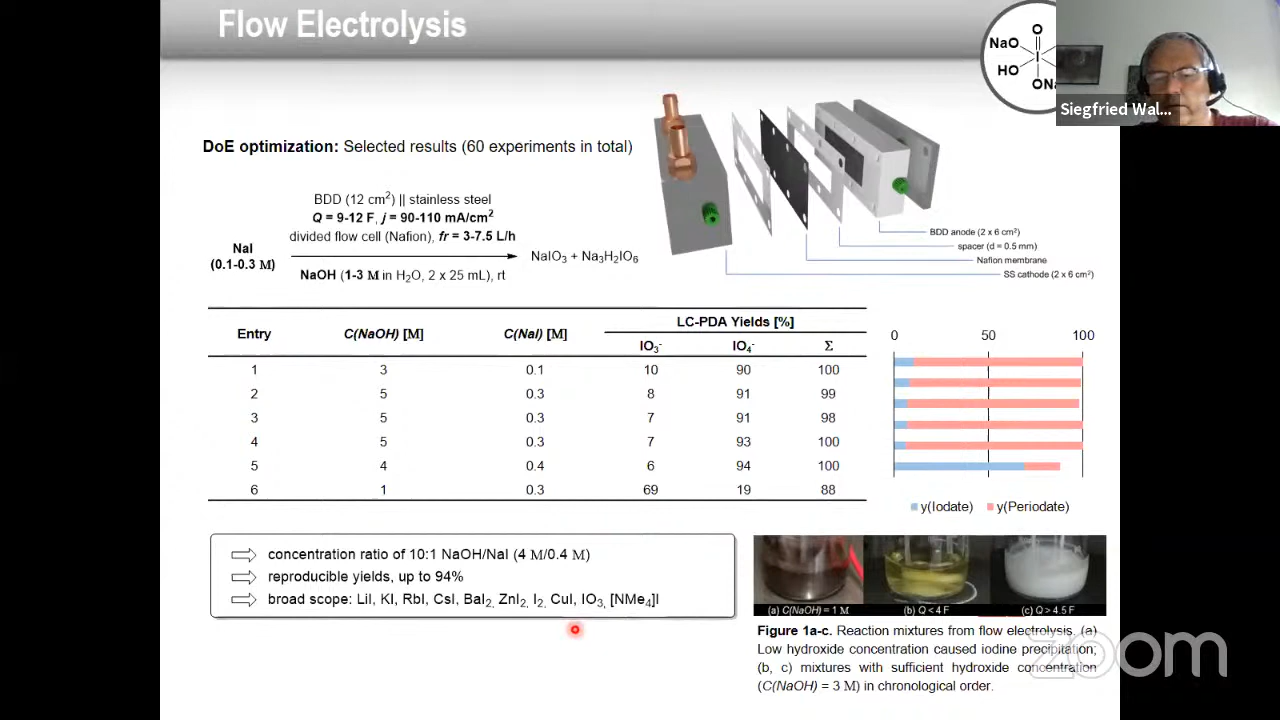 Flow Electrolysis
NaO
O
I
HO
ONa
Siegfried Wal...
DoE optimization: Selected results (60 experiments in total)
BDD (12 cm²) || stainless steel
Q = 9-12 F, j = 90-110 mA/cm²
divided flow cell (Nafion), fr = 3-7.5 L/h
NaI
(0.1-0.3 M)
NaIO₃ + Na₃H₂IO₆
NaOH (1-3 M in H₂O, 2 x 25 mL), rt
BDD anode (2 x 6 cm²)
spacer (d = 0.5 mm)
Nafion membrane
SS cathode (2 x 6 cm²)
Entry C(NaOH) [M] C(NaI) [M] LC-PDA Yields [%]
IO₃⁻ IO₄⁻ Σ
1 3 0.1 10 90 100
2 5 0.3 8 91 99
3 5 0.3 7 91 98
4 5 0.3 7 93 100
5 4 0.4 6 94 100
6 1 0.3 69 19 88
0 50 100
y(Iodate) y(Periodate)
concentration ratio of 10:1 NaOH/NaI (4 M/0.4 M)
reproducible yields, up to 94%
broad scope: LiI, KI, RbI, CsI, BaI₂, ZnI₂, I₂, CuI, IO₃, [NMe₄]I
(a) C(NaOH) = 1 M (b) Q < 4 F (c) Q > 4.5 F
Figure 1a-c. Reaction mixtures from flow electrolysis. (a)
Low hydroxide concentration caused iodine precipitation;
(b, c) mixtures with sufficient hydroxide concentration
(C(NaOH) = 3 M) in chronological order.
zoom